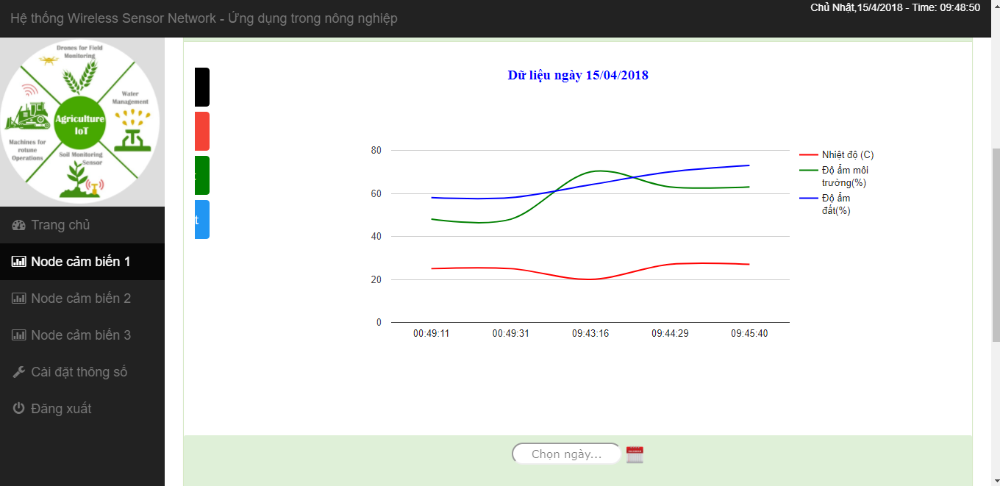 Hệ thống Wireless Sensor Network - Ứng dụng trong nông nghiệp
Chủ Nhật,15/4/2018 - Time: 09:48:50
Drones for Field
Monitoring
Water
Management
Agriculture
IoT
Machines for
rotune
Operations
Soil Monitoring
Sensor
Trang chủ
Node cảm biến 1
Node cảm biến 2
Node cảm biến 3
Cài đặt thông số
Đăng xuất
t
t
Dữ liệu ngày 15/04/2018
80
60
40
20
0
00:49:11
00:49:31
09:43:16
09:44:29
09:45:40
Nhiệt độ (C)
Độ ẩm môi
trường(%)
Độ ẩm
đất(%)
Chọn ngày...